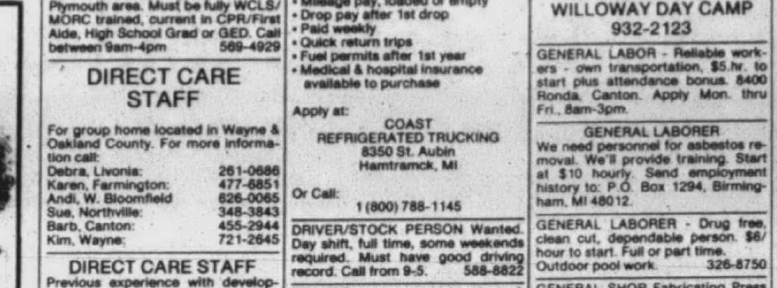 Plymouth area. Must be fully WCLS/
MORC trained, current in CPR/First
Aide, High School Grad or GED. Call
between 9am-4pm 569-4929
DIRECT CARE
STAFF
For group home located in Wayne &
Oakland County. For more informa-
tion call:
Debra, Livonia: 261-0686
Karen, Farmington: 477-6851
Andi, W. Bloomfield 626-0065
Sue, Northville: 348-3843
Barb, Canton: 455-2944
Kim, Wayne: 721-2645
DIRECT CARE STAFF
Previous experience with develop-
• Mileage pay, loaded or empty
• Drop pay after 1st drop
• Paid weekly
• Quick return trips
• Fuel permits after 1st year
• Medical & hospital insurance
available to purchase
Apply at:
COAST
REFRIGERATED TRUCKING
8350 St. Aubin
Hamtramck, MI
Or Call:
1(800) 788-1145
DRIVER/STOCK PERSON Wanted.
Day shift, full time, some weekends
required. Must have good driving
record. Call from 9-5. 588-8822
WILLOWAY DAY CAMP
932-2123
GENERAL LABOR - Reliable work-
ers - own transportation, $5.hr. to
start plus attendance bonus. 8400
Ronda, Canton. Apply Mon. thru
Fri., 8am-3pm.
GENERAL LABORER
We need personnel for asbestos re-
moval. We'll provide training. Start
at $10 hourly. Send employment
history to: P.O. Box 1294, Birming-
ham, MI 48012.
GENERAL LABORER - Drug free,
clean cut, dependable person. $6/
hour to start. Full or part time.
Outdoor pool work. 326-8750
GENERAL SHOP Fabricating Press